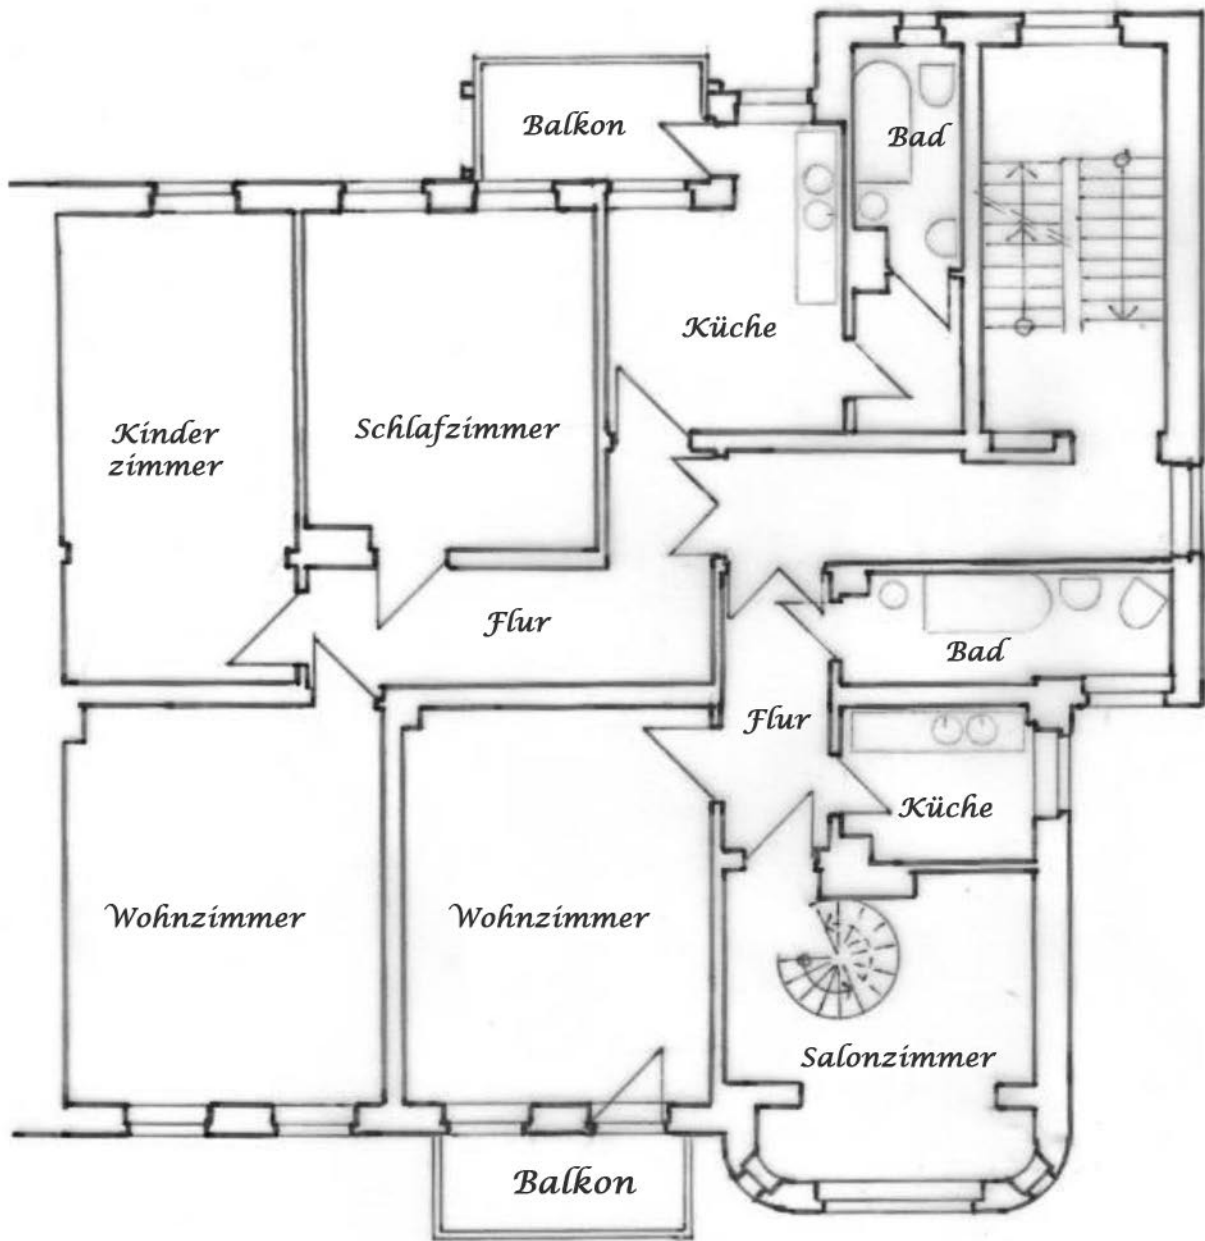 Balkon
Bad
Küche
Kinder
zimmer
Schlafzimmer
Flur
Bad
Flur
Küche
Wohnzimmer
Wohnzimmer
Salonzimmer
Balkon